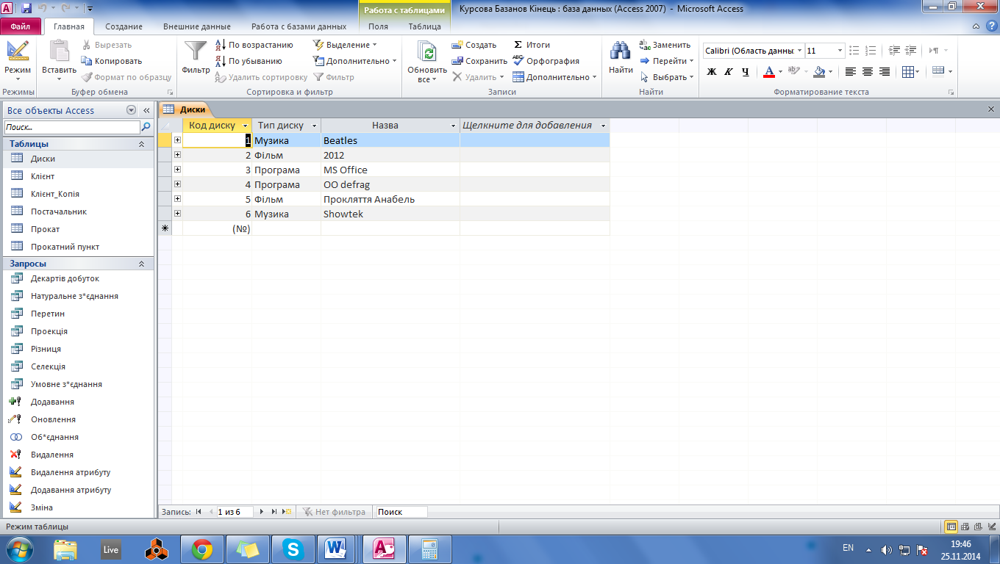 Работа с таблицами
Курсова Базанов Кінець : база данных (Access 2007) - Microsoft Access
Файл Главная Создание Внешние данные Работа с базами данных Поля Таблица
Режим
Режимы
Вставить
Вырезать
Копировать
Формат по образцу
Буфер обмена
Фильтр
По возрастанию
По убыванию
Удалить сортировку
Выделение
Дополнительно
Фильтр
Сортировка и фильтр
Обновить
все
Создать
Сохранить
Удалить
Итоги
Орфография
Дополнительно
Записи
Найти
Заменить
Перейти
Выбрать
Найти
Calibri (Область данны: 11
Ж К Ч А
Форматирование текста
Все объекты Access
Поиск...
Таблицы
Диски
Клієнт
Клієнт_Копія
Постачальник
Прокат
Прокатний пункт
Запросы
Декартів добуток
Натуральне з*єднання
Перетин
Проекція
Різниця
Селекція
Умовне з*єднання
Додавання
Оновлення
Об*єднання
Видалення
Видалення атрибуту
Додавання атрибуту
Зміна
Диски
Код диску Тип диску Назва Щелкните для добавления
1 Музика Beatles
2 Фільм 2012
3 Програма MS Office
4 Програма OO defrag
5 Фільм Прокляття Анабель
6 Музика Showtek
(№)
Запись: 1 из 6 Нет фильтра Поиск
Режим таблицы
Live
EN
19:46
25.11.2014